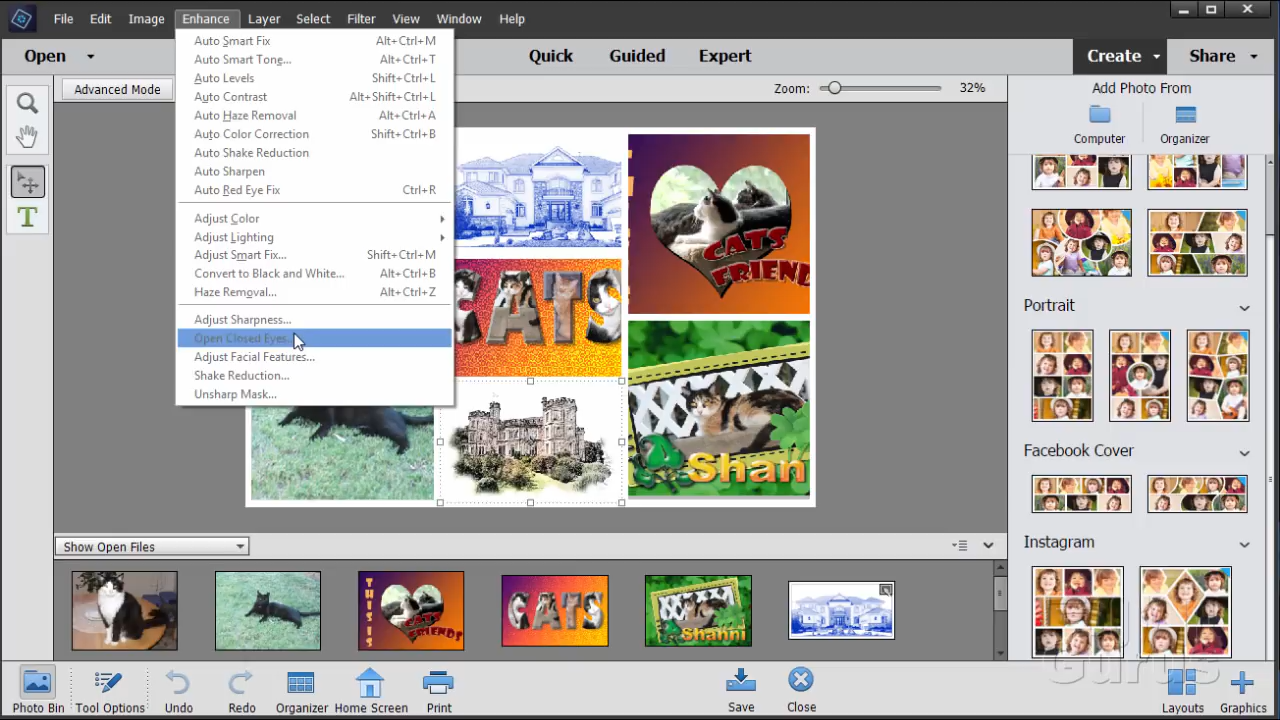 File Edit Image Enhance Layer Select Filter View Window Help
Open Quick Guided Expert Create Share
Advanced Mode Zoom: 32%
Auto Smart Fix Alt+Ctrl+M
Auto Smart Tone... Alt+Ctrl+T
Auto Levels Shift+Ctrl+L
Auto Contrast Alt+Shift+Ctrl+L
Auto Haze Removal Alt+Ctrl+A
Auto Color Correction Shift+Ctrl+B
Auto Shake Reduction
Auto Sharpen
Auto Red Eye Fix Ctrl+R
Adjust Color
Adjust Lighting
Adjust Smart Fix... Shift+Ctrl+M
Convert to Black and White... Alt+Ctrl+B
Haze Removal... Alt+Ctrl+Z
Adjust Sharpness...
Open Closed Eyes...
Adjust Facial Features...
Shake Reduction...
Unsharp Mask...
T
CATS
FRIEND
CATS
Shan
Add Photo From
Computer Organizer
Portrait
Facebook Cover
Instagram
Show Open Files
THIS IS
CATS
FRIENDS
CATS
Shanni
Gurus
Photo Bin Tool Options Undo Redo Organizer Home Screen Print Save Close Layouts Graphics